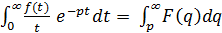 ∫₀^∞ f(t)/t e^{-pt}dt = ∫ₚ^∞ F(q)dq